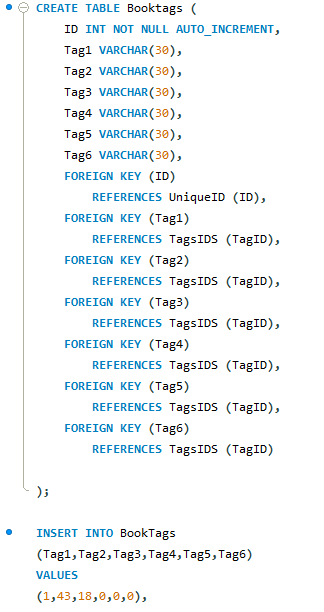 CREATE TABLE Booktags (
ID INT NOT NULL AUTO_INCREMENT,
Tag1 VARCHAR(30),
Tag2 VARCHAR(30),
Tag3 VARCHAR(30),
Tag4 VARCHAR(30),
Tag5 VARCHAR(30),
Tag6 VARCHAR(30),
FOREIGN KEY (ID)
REFERENCES UniqueID (ID),
FOREIGN KEY (Tag1)
REFERENCES TagsIDS (TagID),
FOREIGN KEY (Tag2)
REFERENCES TagsIDS (TagID),
FOREIGN KEY (Tag3)
REFERENCES TagsIDS (TagID),
FOREIGN KEY (Tag4)
REFERENCES TagsIDS (TagID),
FOREIGN KEY (Tag5)
REFERENCES TagsIDS (TagID),
FOREIGN KEY (Tag6)
REFERENCES TagsIDS (TagID)
);
INSERT INTO BookTags
(Tag1,Tag2,Tag3,Tag4,Tag5,Tag6)
VALUES
(1,43,18,0,0,0),